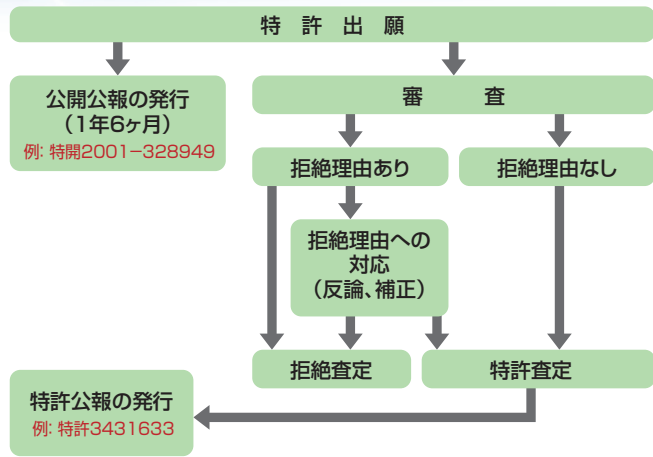 特許出願
公開公報の発行
（1年6ヶ月）
例: 特開2001−328949
審査
拒絶理由あり
拒絶理由なし
拒絶理由への
対応
（反論、補正）
拒絶査定
特許査定
特許公報の発行
例: 特許3431633